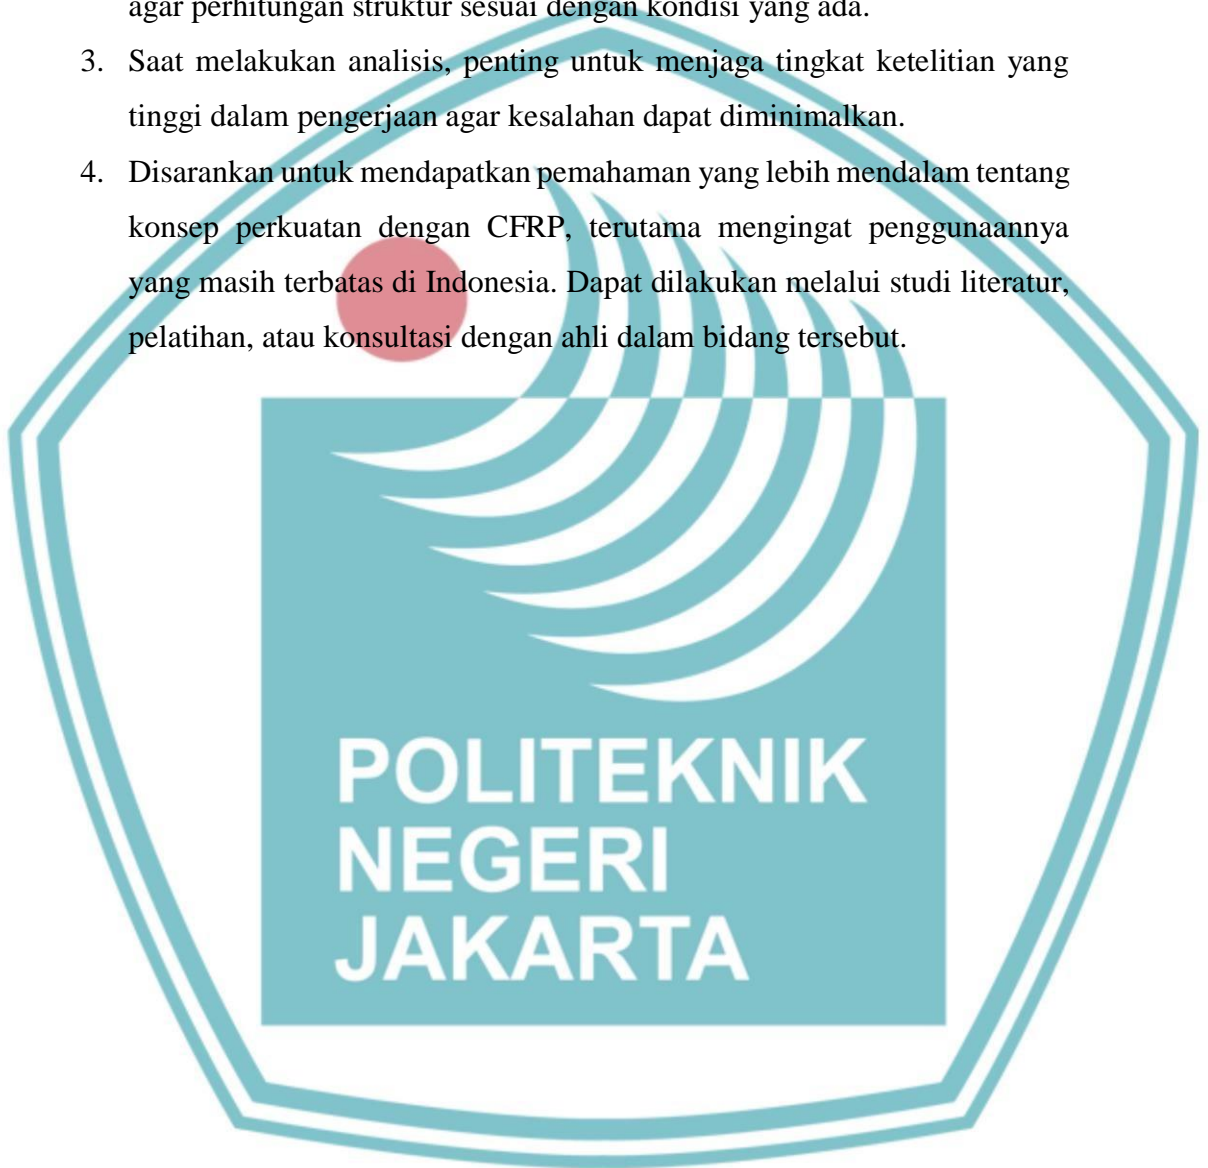 agar perhitungan struktur sesuai dengan kondisi yang ada.
3. Saat melakukan analisis, penting untuk menjaga tingkat ketelitian yang
tinggi dalam pengerjaan agar kesalahan dapat diminimalkan.
4. Disarankan untuk mendapatkan pemahaman yang lebih mendalam tentang
konsep perkuatan dengan CFRP, terutama mengingat penggunaannya
yang masih terbatas di Indonesia. Dapat dilakukan melalui studi literatur,
pelatihan, atau konsultasi dengan ahli dalam bidang tersebut.
POLITEKNIK
NEGERI
JAKARTA